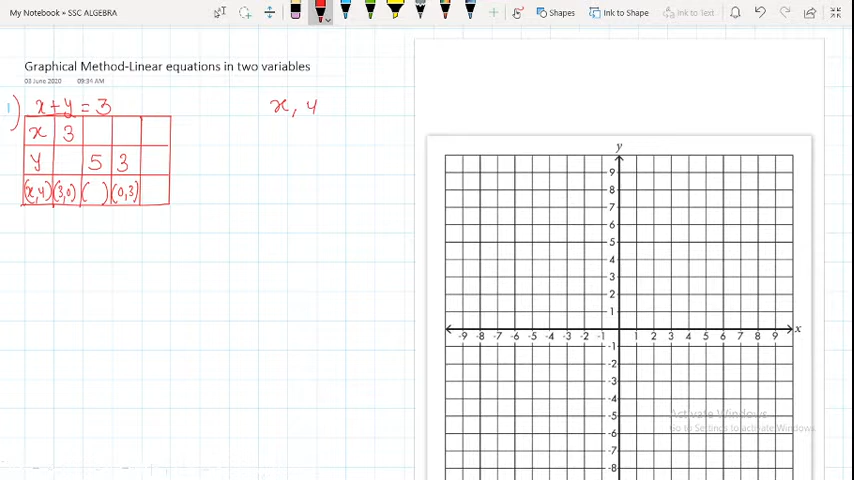 My Notebook » SSC ALGEBRA
Shapes
Ink to Shape
Ink to Text
Graphical Method-Linear equations in two variables
03 June 2020 09:34 AM
1) x + y = 3
x, y
x 3
y 5 3
(x,y) (3,0) ( ) (0,3)
y
9
8
7
6
5
4
3
2
1
-9 -8 -7 -6 -5 -4 -3 -2 -1 1 2 3 4 5 6 7 8 9 x
-1
-2
-3
-4
-5
-6
-7
-8
Activate Windows
Go to Settings to activate Windows.